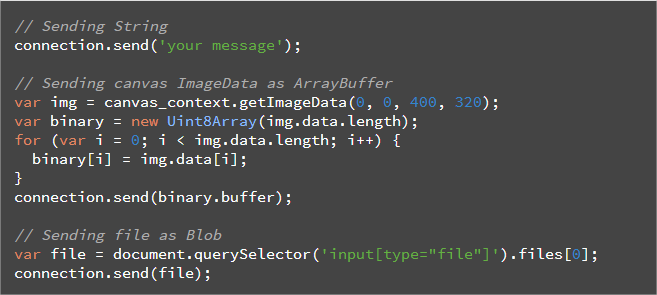 // Sending String
connection.send('your message');
// Sending canvas ImageData as ArrayBuffer
var img = canvas_context.getImageData(0, 0, 400, 320);
var binary = new Uint8Array(img.data.length);
for (var i = 0; i < img.data.length; i++) {
  binary[i] = img.data[i];
}
connection.send(binary.buffer);
// Sending file as Blob
var file = document.querySelector('input[type="file"]').files[0];
connection.send(file);